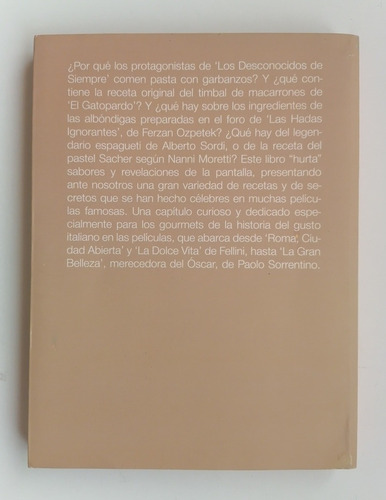 ¿Por qué los protagonistas de ‘Los Desconocidos de
Siempre’ comen pasta con garbanzos? Y ¿qué con-
tiene la receta original del timbal de macarrones de
‘El Gatopardo’? Y ¿qué hay sobre los ingredientes de
las albóndigas preparadas en el foro de ‘Las Hadas
Ignorantes’, de Ferzan Ozpetek? ¿Qué hay del legen-
dario espagueti de Alberto Sordi, o de la receta del
pastel Sacher según Nanni Moretti? Este libro “hurta”
sabores y revelaciones de la pantalla, presentando
ante nosotros una gran variedad de recetas y de se-
cretos que se han hecho célebres en muchas pelicu-
las famosas. Una capítulo curioso y dedicado espe-
cialmente para los gourmets de la historia del gusto
italiano en las películas, que abarca desde ‘Roma; Ciu-
dad Abierta’ y ‘La Dolce Vita’ de Fellini, hasta ‘La Gran
Belleza’, merecedora del Óscar, de Paolo Sorrentino.